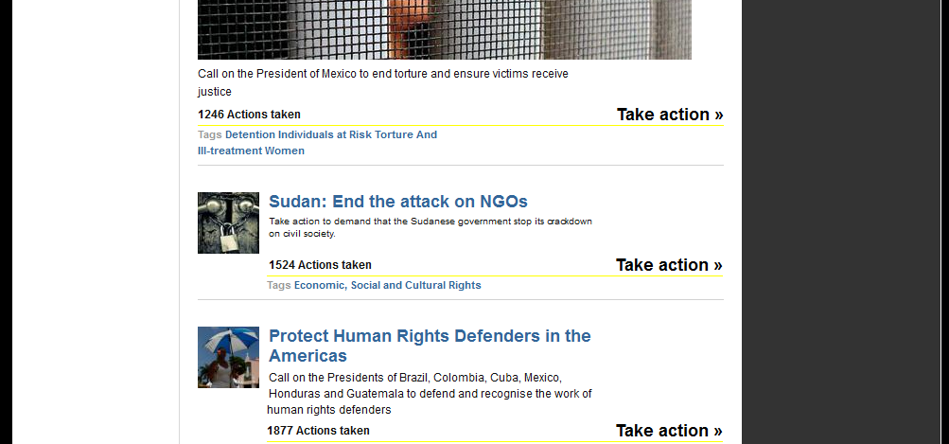 Call on the President of Mexico to end torture and ensure victims receive
justice
1246 Actions taken
Take action »
Tags Detention Individuals at Risk Torture And
Ill-treatment Women
Sudan: End the attack on NGOs
Take action to demand that the Sudanese government stop its crackdown
on civil society.
1524 Actions taken
Take action »
Tags Economic, Social and Cultural Rights
Protect Human Rights Defenders in the
Americas
Call on the Presidents of Brazil, Colombia, Cuba, Mexico,
Honduras and Guatemala to defend and recognise the work of
human rights defenders
1877 Actions taken
Take action »